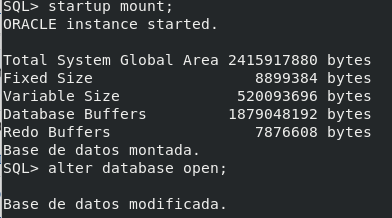 SQL> startup mount;
ORACLE instance started.
Total System Global Area 2415917880 bytes
Fixed Size 8899384 bytes
Variable Size 520093696 bytes
Database Buffers 1879048192 bytes
Redo Buffers 7876608 bytes
Base de datos montada.
SQL> alter database open;
Base de datos modificada.